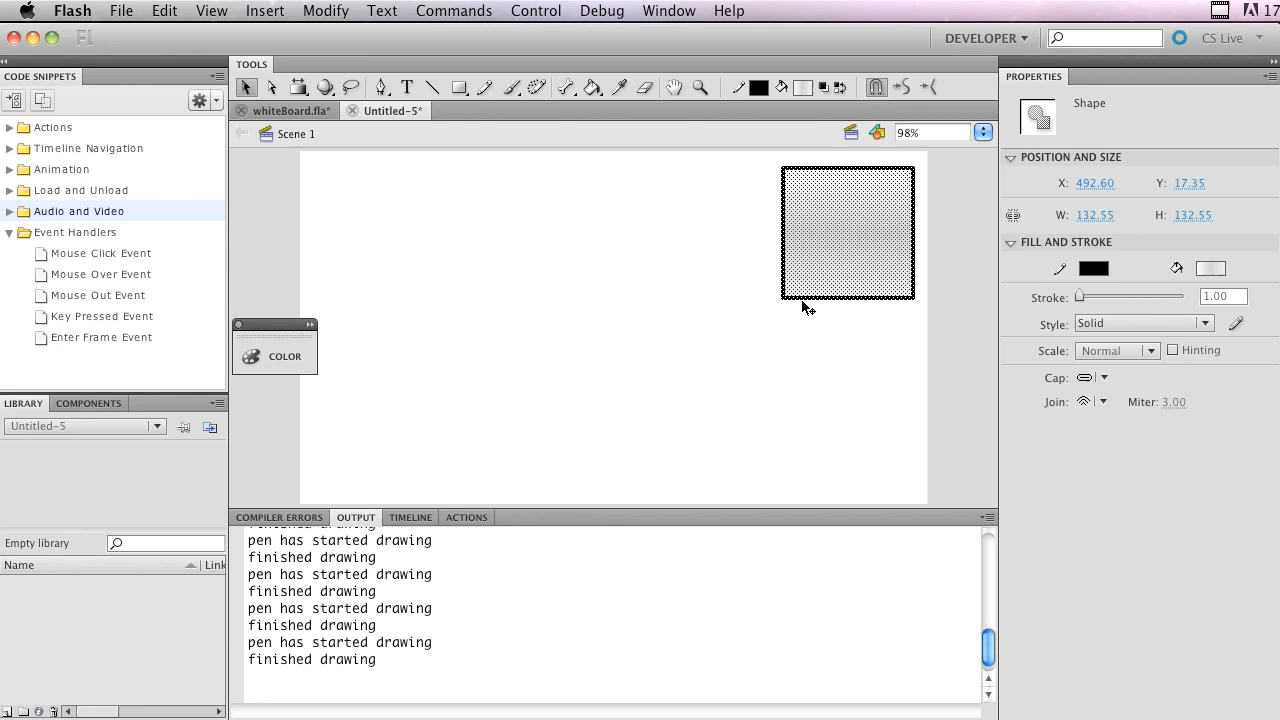 Flash File Edit View Insert Modify Text Commands Control Debug Window Help 17
Fl DEVELOPER CS Live
CODE SNIPPETS
Actions
Timeline Navigation
Animation
Load and Unload
Audio and Video
Event Handlers
Mouse Click Event
Mouse Over Event
Mouse Out Event
Key Pressed Event
Enter Frame Event
LIBRARY COMPONENTS
Untitled-5
Empty library
Name Link
TOOLS
whiteBoard.fla* Untitled-5*
Scene 1 98%
COLOR
COMPILER ERRORS OUTPUT TIMELINE ACTIONS
finished drawing
pen has started drawing
finished drawing
pen has started drawing
finished drawing
pen has started drawing
finished drawing
pen has started drawing
finished drawing
PROPERTIES
Shape
POSITION AND SIZE
X: 492.60 Y: 17.35
W: 132.55 H: 132.55
FILL AND STROKE
Stroke: 1.00
Style: Solid
Scale: Normal Hinting
Cap:
Join: Miter: 3.00